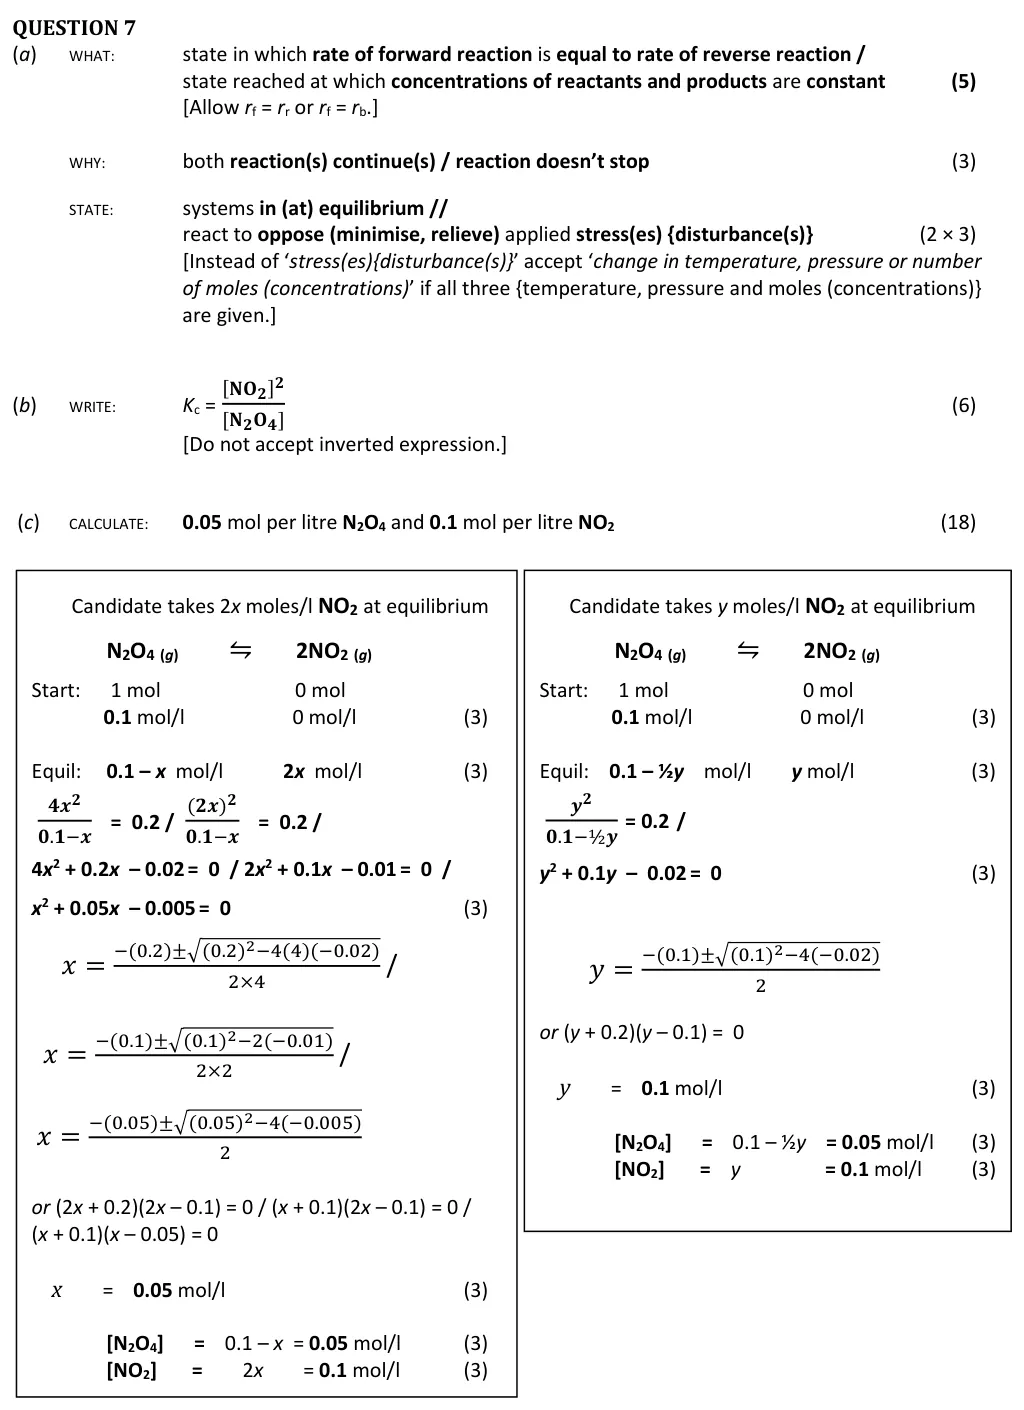 QUESTION 7
(a) WHAT: state in which rate of forward reaction is equal to rate of reverse reaction /
state reached at which concentrations of reactants and products are constant (5)
[Allow rf = rr or rf = rb.]
WHY: both reaction(s) continue(s) / reaction doesn’t stop (3)
STATE: systems in (at) equilibrium //
react to oppose (minimise, relieve) applied stress(es) {disturbance(s)} (2 × 3)
[Instead of ‘stress(es){disturbance(s)}’ accept ‘change in temperature, pressure or number
of moles (concentrations)’ if all three {temperature, pressure and moles (concentrations)}
are given.]
(b) WRITE: Kc = [NO₂]² / [N₂O₄] (6)
[Do not accept inverted expression.]
(c) CALCULATE: 0.05 mol per litre N₂O₄ and 0.1 mol per litre NO₂ (18)
Candidate takes 2x moles/l NO₂ at equilibrium
N₂O₄ (g) ⇋ 2NO₂ (g)
Start: 1 mol 0 mol
0.1 mol/l 0 mol/l (3)
Equil: 0.1 – x mol/l 2x mol/l (3)
4x²/(0.1−x) = 0.2 / (2x)²/(0.1−x) = 0.2 /
4x² + 0.2x – 0.02 = 0 / 2x² + 0.1x – 0.01 = 0 /
x² + 0.05x – 0.005 = 0 (3)
x = (−(0.2)±√((0.2)²−4(4)(−0.02)))/(2×4) /
x = (−(0.1)±√((0.1)²−2(−0.01)))/(2×2) /
x = (−(0.05)±√((0.05)²−4(−0.005)))/2
or (2x + 0.2)(2x – 0.1) = 0 / (x + 0.1)(2x – 0.1) = 0 /
(x + 0.1)(x – 0.05) = 0
x = 0.05 mol/l (3)
[N₂O₄] = 0.1 – x = 0.05 mol/l (3)
[NO₂] = 2x = 0.1 mol/l (3)
Candidate takes y moles/l NO₂ at equilibrium
N₂O₄ (g) ⇋ 2NO₂ (g)
Start: 1 mol 0 mol
0.1 mol/l 0 mol/l (3)
Equil: 0.1 – ½y mol/l y mol/l (3)
y²/(0.1−½y) = 0.2 /
y² + 0.1y – 0.02 = 0 (3)
y = (−(0.1)±√((0.1)²−4(−0.02)))/2
or (y + 0.2)(y – 0.1) = 0
y = 0.1 mol/l (3)
[N₂O₄] = 0.1 – ½y = 0.05 mol/l (3)
[NO₂] = y = 0.1 mol/l (3)